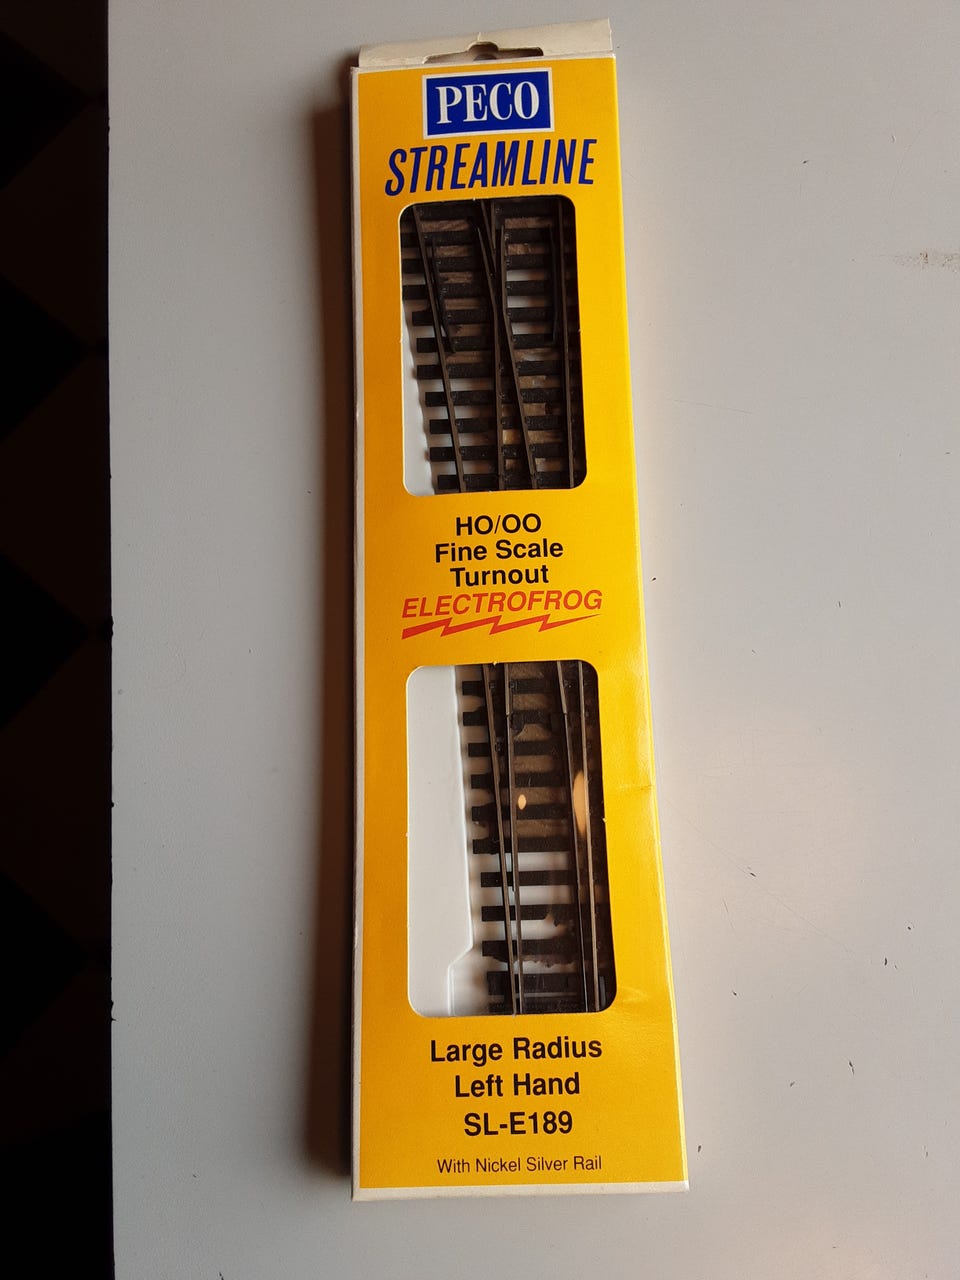 PECO
STREAMLINE
HO/OO
Fine Scale
Turnout
ELECTROFROG
Large Radius
Left Hand
SL-E189
With Nickel Silver Rail